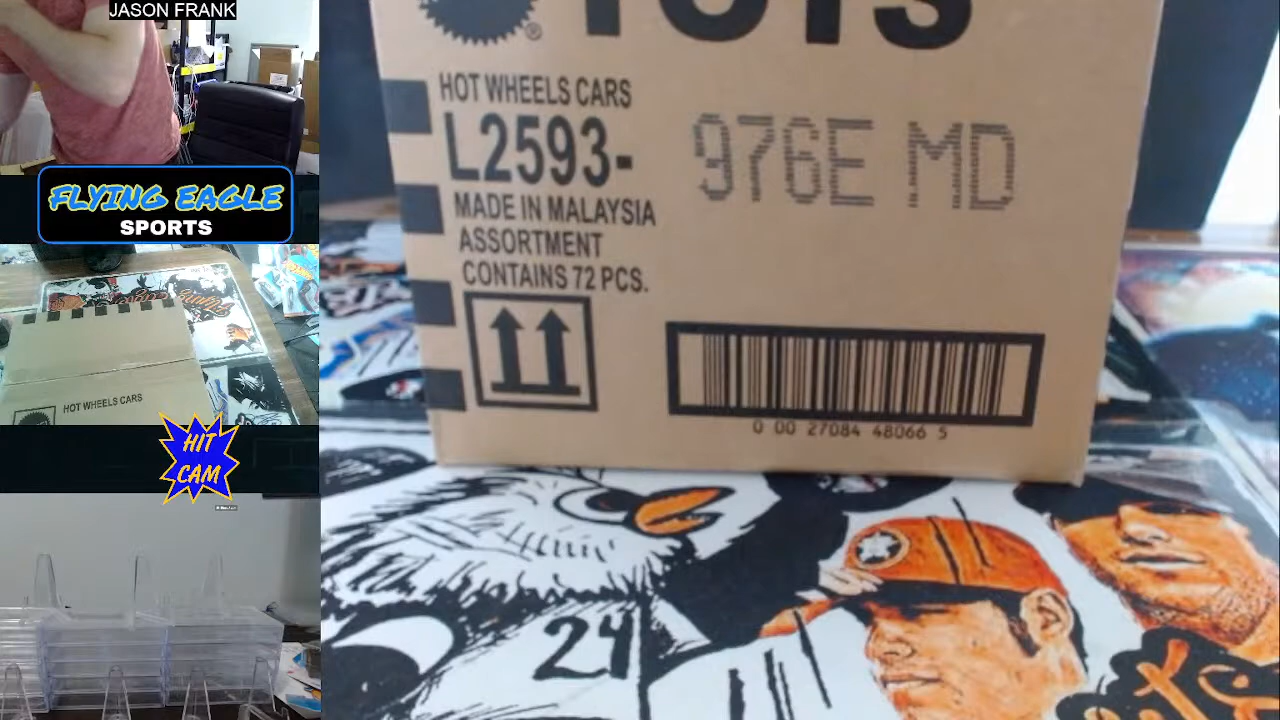 JASON FRANK
FLYING EAGLE
SPORTS
HOT WHEELS CARS
HIT
CAM
TOYS
®
HOT WHEELS CARS
L2593-
976E MD
MADE IN MALAYSIA
ASSORTMENT
CONTAINS 72 PCS.
0 00 27084 48066 5
24